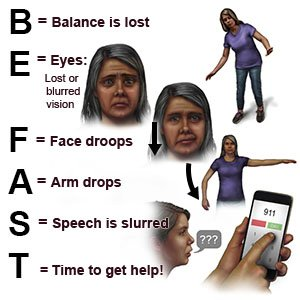 B = Balance is lost
E = Eyes:
Lost or
blurred
vision
F = Face droops
A = Arm drops
S = Speech is slurred
???
911
T = Time to get help!